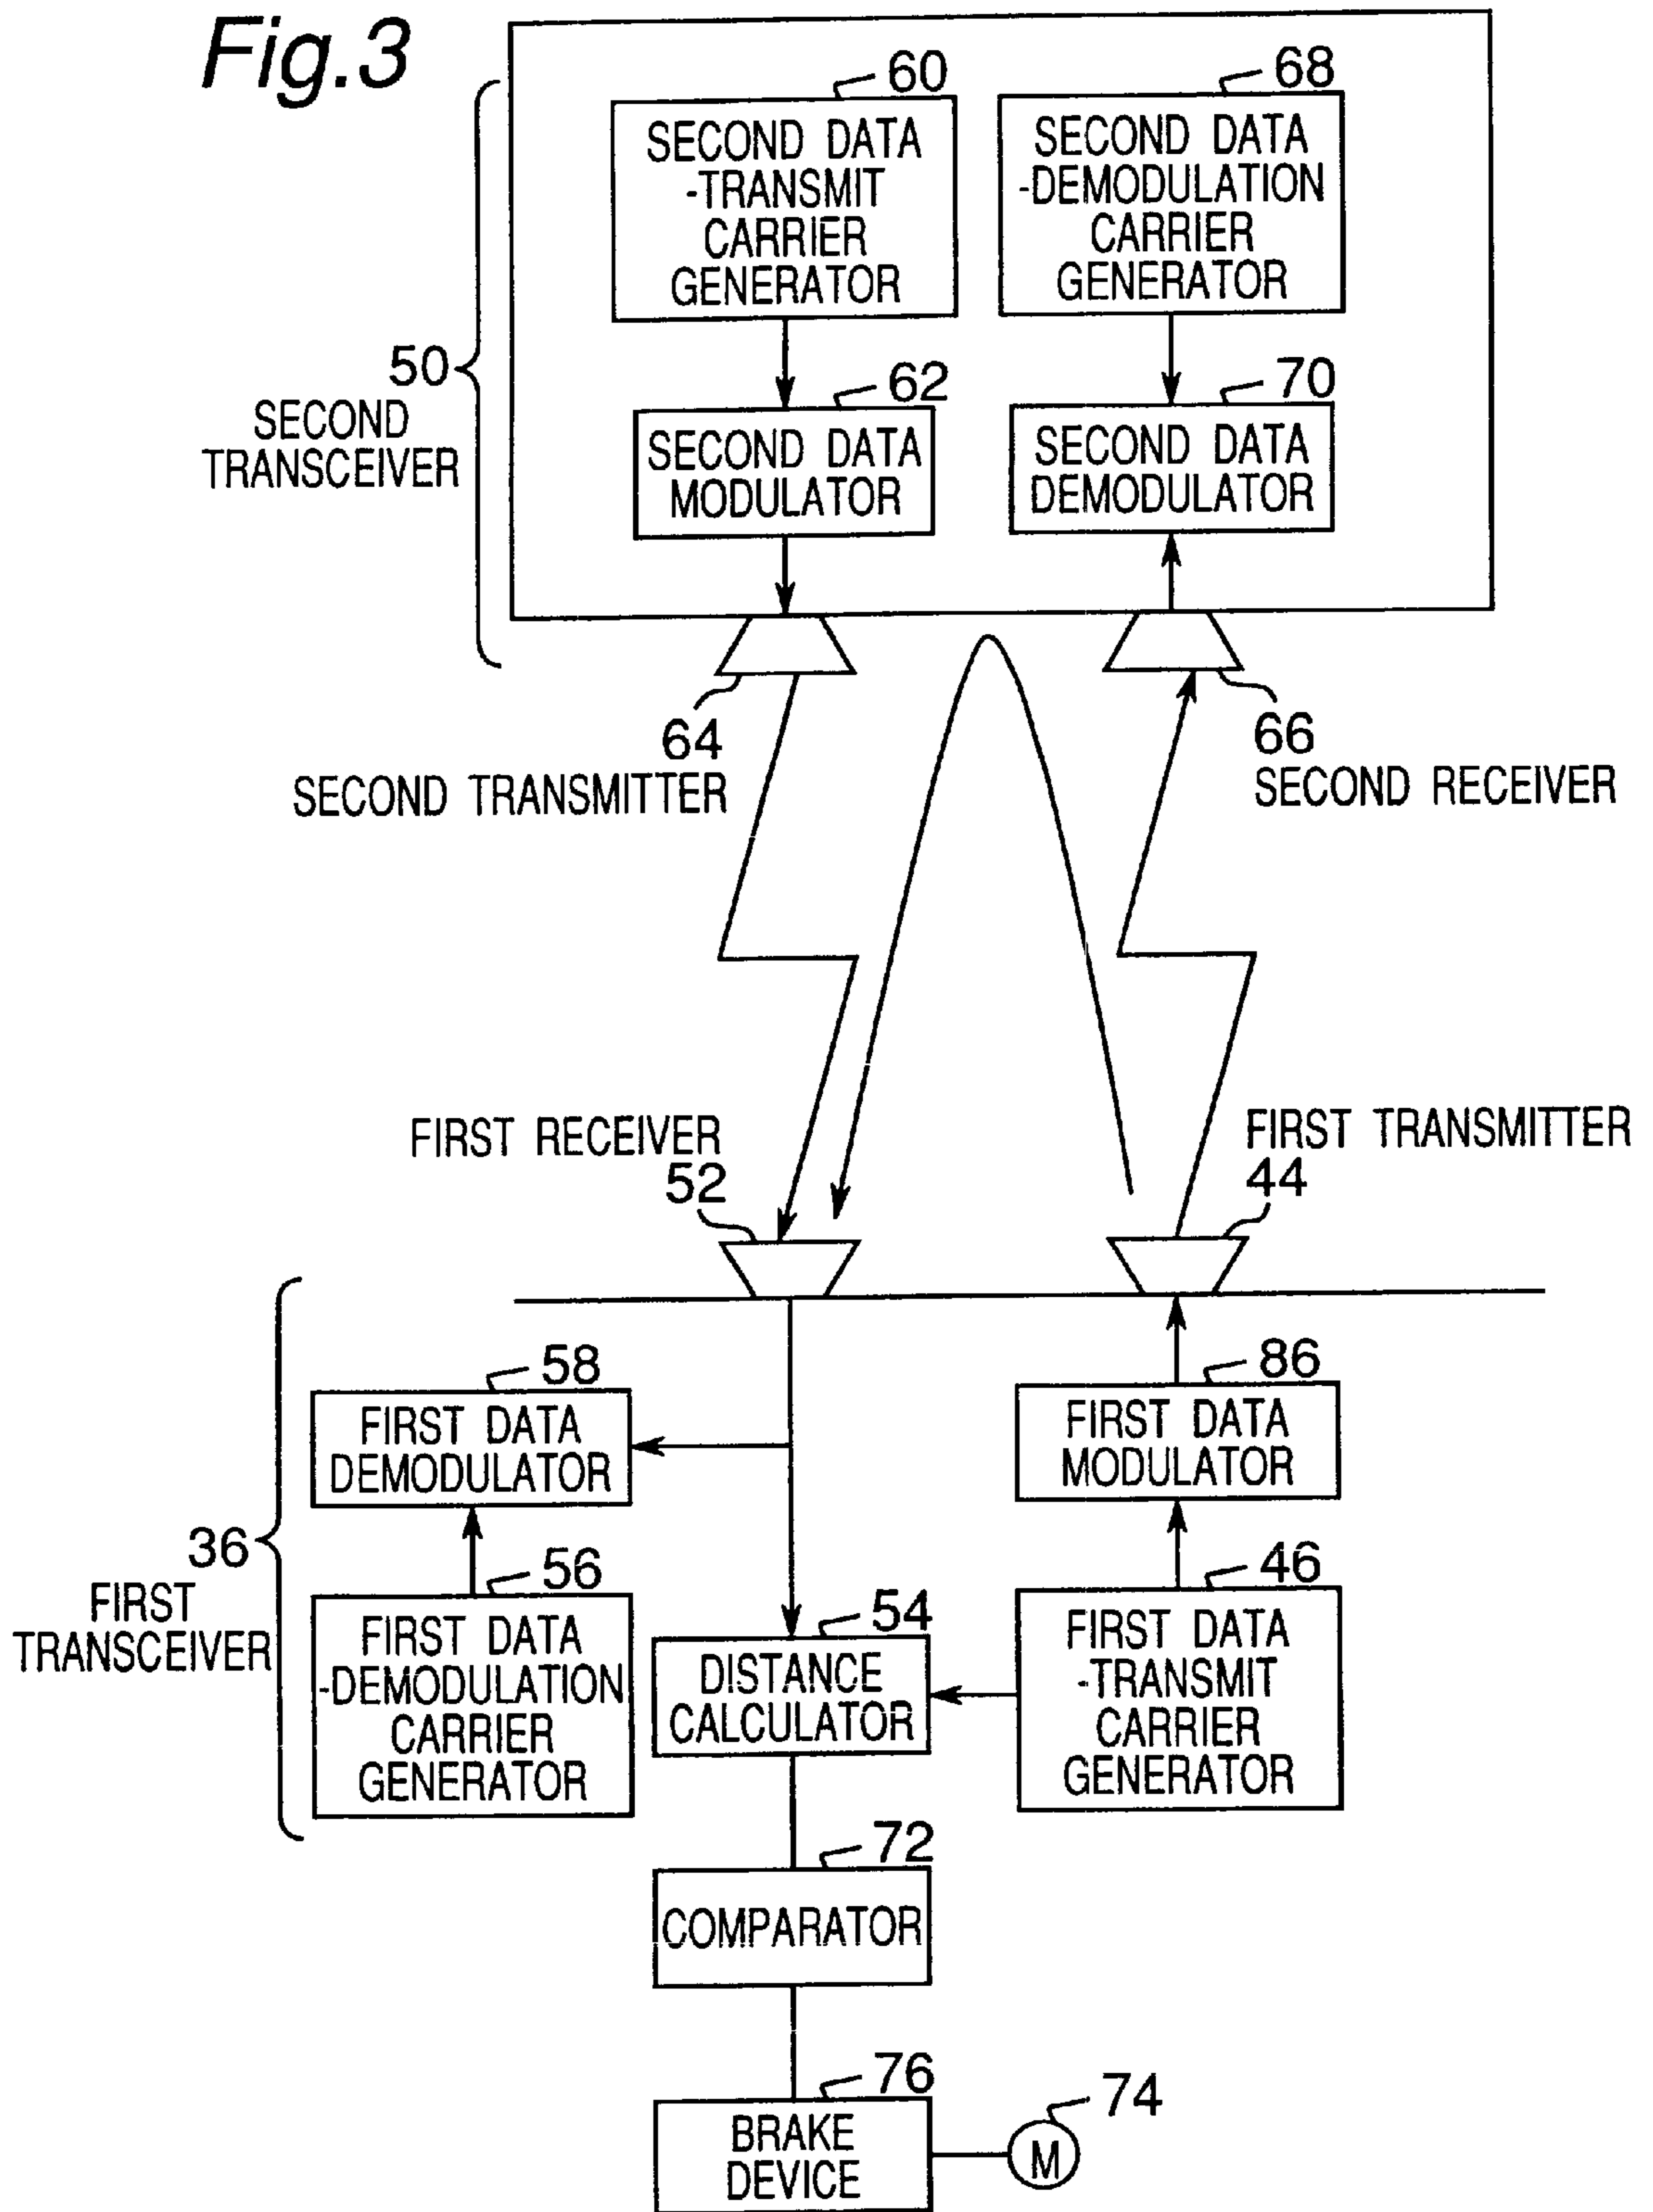 Fig.3
60
SECOND DATA
-TRANSMIT
CARRIER
GENERATOR
68
SECOND DATA
-DEMODULATION
CARRIER
GENERATOR
50
SECOND
TRANSCEIVER
62
SECOND DATA
MODULATOR
70
SECOND DATA
DEMODULATOR
64
SECOND TRANSMITTER
66
SECOND RECEIVER
FIRST RECEIVER
52
FIRST TRANSMITTER
44
58
FIRST DATA
DEMODULATOR
86
FIRST DATA
MODULATOR
36
FIRST
TRANSCEIVER
56
FIRST DATA
-DEMODULATION
CARRIER
GENERATOR
54
DISTANCE
CALCULATOR
46
FIRST DATA
-TRANSMIT
CARRIER
GENERATOR
72
COMPARATOR
76
BRAKE
DEVICE
74
M